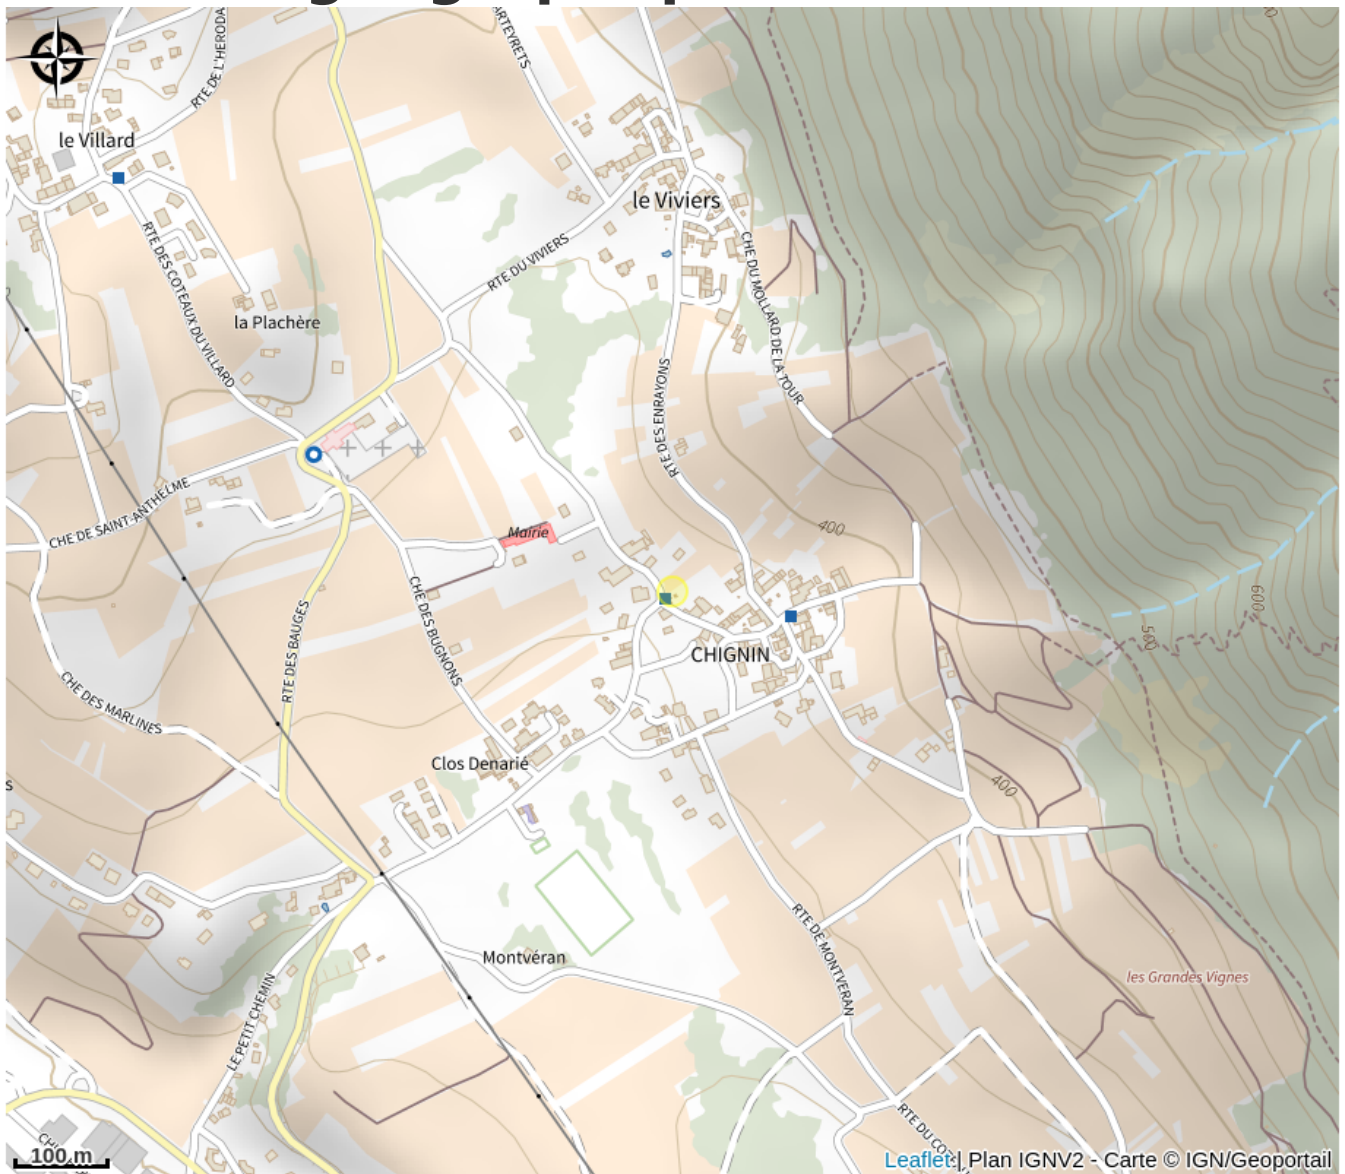 RTE DE L'HERODA
ARTEYRETS
le Villard
le Viviers
RTE DES COTEAUX DU VILLARD
RTE DU VIVIERS
CHE DU MOLLARD DE LA TOUR
la Plachère
RTE DES ENRAYONS
CHE DE SAINT-ANTHELME
Mairie
400
CHE DES BUGNONS
RTE DES BAUGES
600
500
CHIGNIN
CHE DES MARLINES
Clos Denarié
400
s
RTE DE MONTVERAN
Montvéran
les Grandes Vignes
LE PETIT CHEMIN
RTE DU CO
100 m
Leaflet | Plan IGNV2 - Carte © IGN/Geoportail